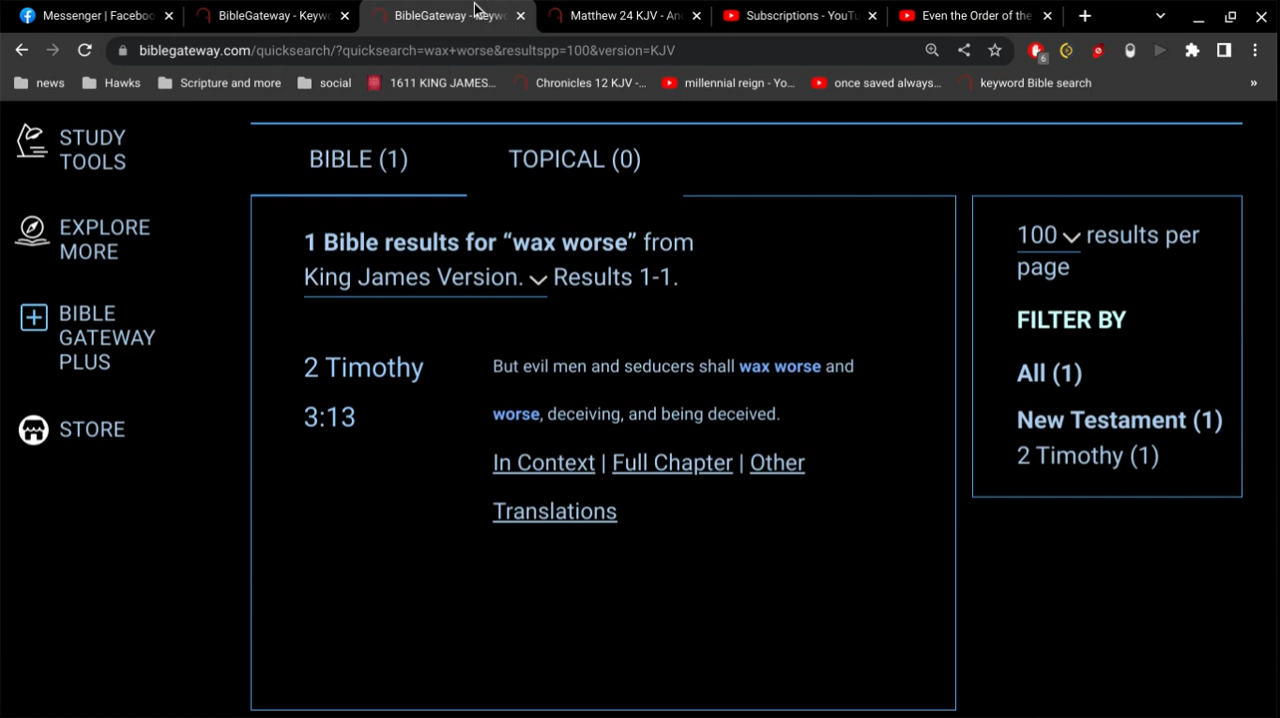 Messenger | Faceboo
BibleGateway - Keyw
BibleGateway - Keywo
Matthew 24 KJV - An
Subscriptions - YouTu
Even the Order of the
biblegateway.com/quicksearch/?quicksearch=wax+worse&resultspp=100&version=KJV
6
news
Hawks
Scripture and more
social
1611 KING JAMES...
Chronicles 12 KJV -...
millennial reign - Yo...
once saved always...
keyword Bible search
»
STUDY
TOOLS
EXPLORE
MORE
BIBLE
GATEWAY
PLUS
STORE
BIBLE (1)
TOPICAL (0)
1 Bible results for “wax worse” from
King James Version. Results 1-1.
2 Timothy
3:13
But evil men and seducers shall wax worse and
worse, deceiving, and being deceived.
In Context | Full Chapter | Other
Translations
100 results per
page
FILTER BY
All (1)
New Testament (1)
2 Timothy (1)